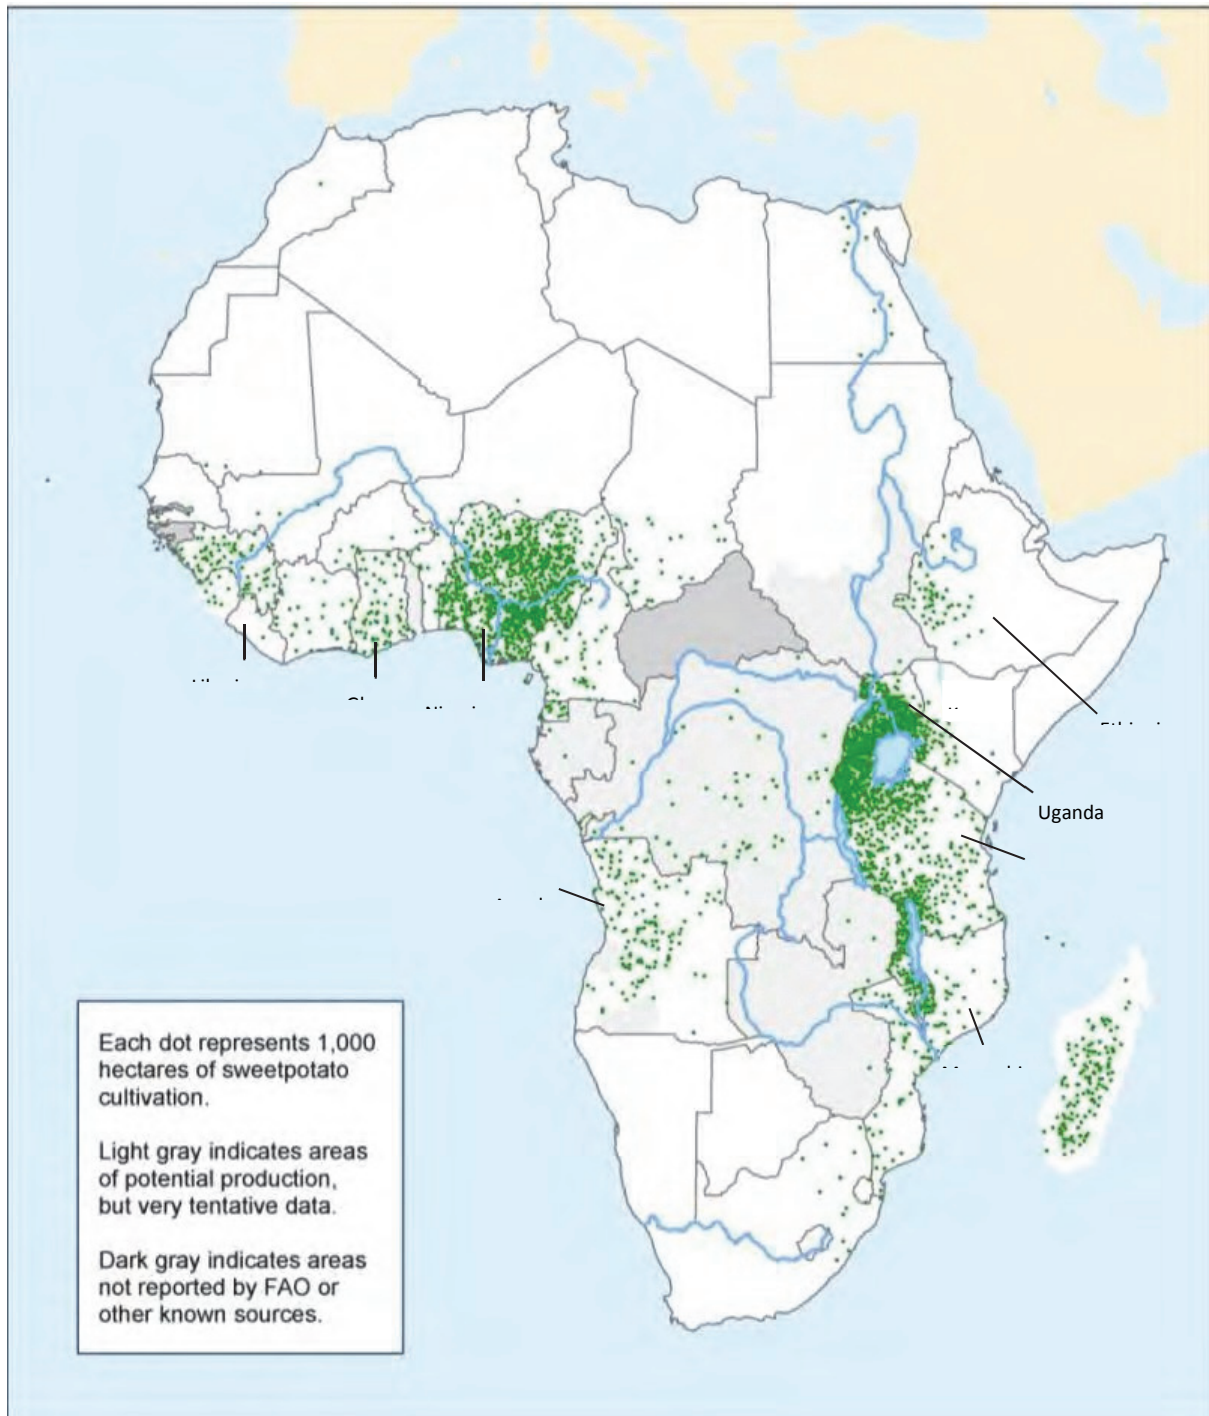 Uganda
Each dot represents 1,000
hectares of sweetpotato
cultivation.
Light gray indicates areas
of potential production,
but very tentative data.
Dark gray indicates areas
not reported by FAO or
other known sources.